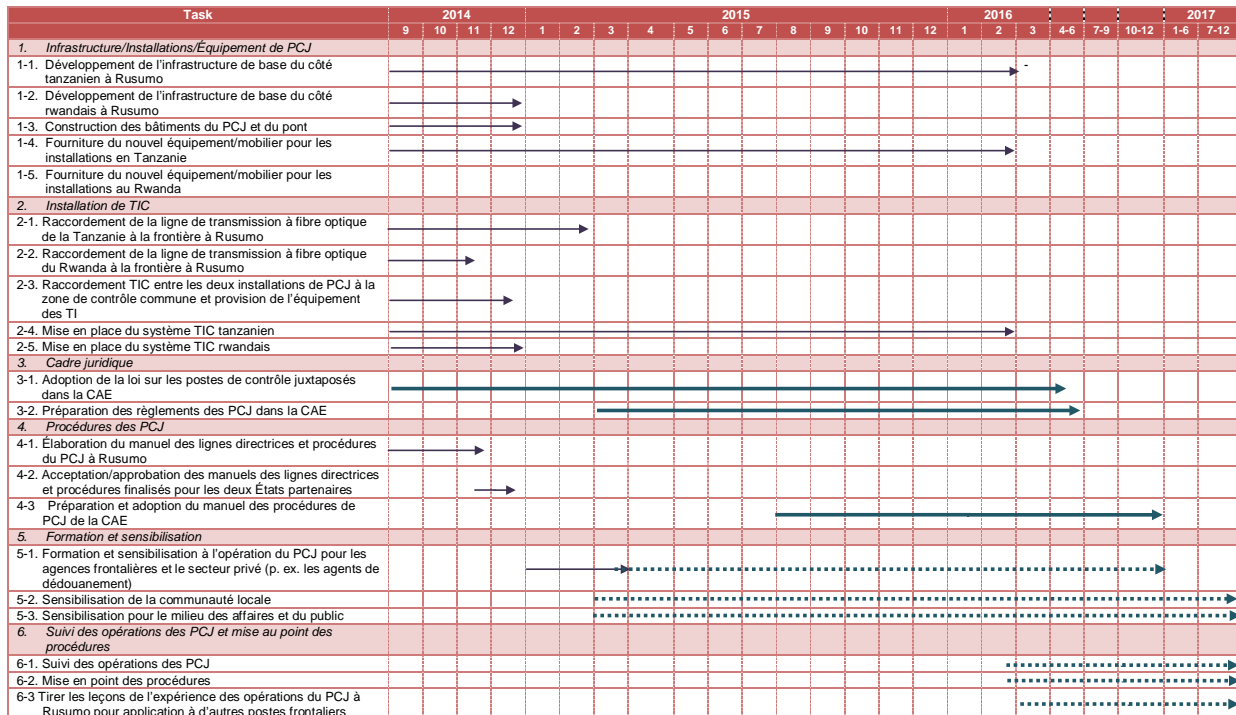 Task 2014 2015 2016 2017
9 10 11 12 1 2 3 4 5 6 7 8 9 10 11 12 1 2 3 4-6 7-9 10-12 1-6 7-12
1. Infrastructure/Installations/Équipement de PCJ
1-1. Développement de l'infrastructure de base du côté
tanzanien à Rusumo
-
1-2. Développement de l'infrastructure de base du côté
rwandais à Rusumo
1-3. Construction des bâtiments du PCJ et du pont
1-4. Fourniture du nouvel équipement/mobilier pour les
installations en Tanzanie
1-5. Fourniture du nouvel équipement/mobilier pour les
installations au Rwanda
2. Installation de TIC
2-1. Raccordement de la ligne de transmission à fibre optique
de la Tanzanie à la frontière à Rusumo
2-2. Raccordement de la ligne de transmission à fibre optique
du Rwanda à la frontière à Rusumo
2-3. Raccordement TIC entre les deux installations de PCJ à la
zone de contrôle commune et provision de l'équipement
des TI
2-4. Mise en place du système TIC tanzanien
2-5. Mise en place du système TIC rwandais
3. Cadre juridique
3-1. Adoption de la loi sur les postes de contrôle juxtaposés
dans la CAE
3-2. Préparation des règlements des PCJ dans la CAE
4. Procédures des PCJ
4-1. Élaboration du manuel des lignes directrices et procédures
du PCJ à Rusumo
4-2. Acceptation/approbation des manuels des lignes directrices
et procédures finalisés pour les deux États partenaires
4-3 Préparation et adoption du manuel des procédures de
PCJ de la CAE
5. Formation et sensibilisation
5-1. Formation et sensibilisation à l'opération du PCJ pour les
agences frontalières et le secteur privé (p. ex. les agents de
dédouanement)
5-2. Sensibilisation de la communauté locale
5-3. Sensibilisation pour le milieu des affaires et du public
6. Suivi des opérations des PCJ et mise au point des
procédures
6-1. Suivi des opérations des PCJ
6-2. Mise en point des procédures
6-3 Tirer les leçons de l'expérience des opérations du PCJ à
Rusumo pour application à d'autres postes frontaliers